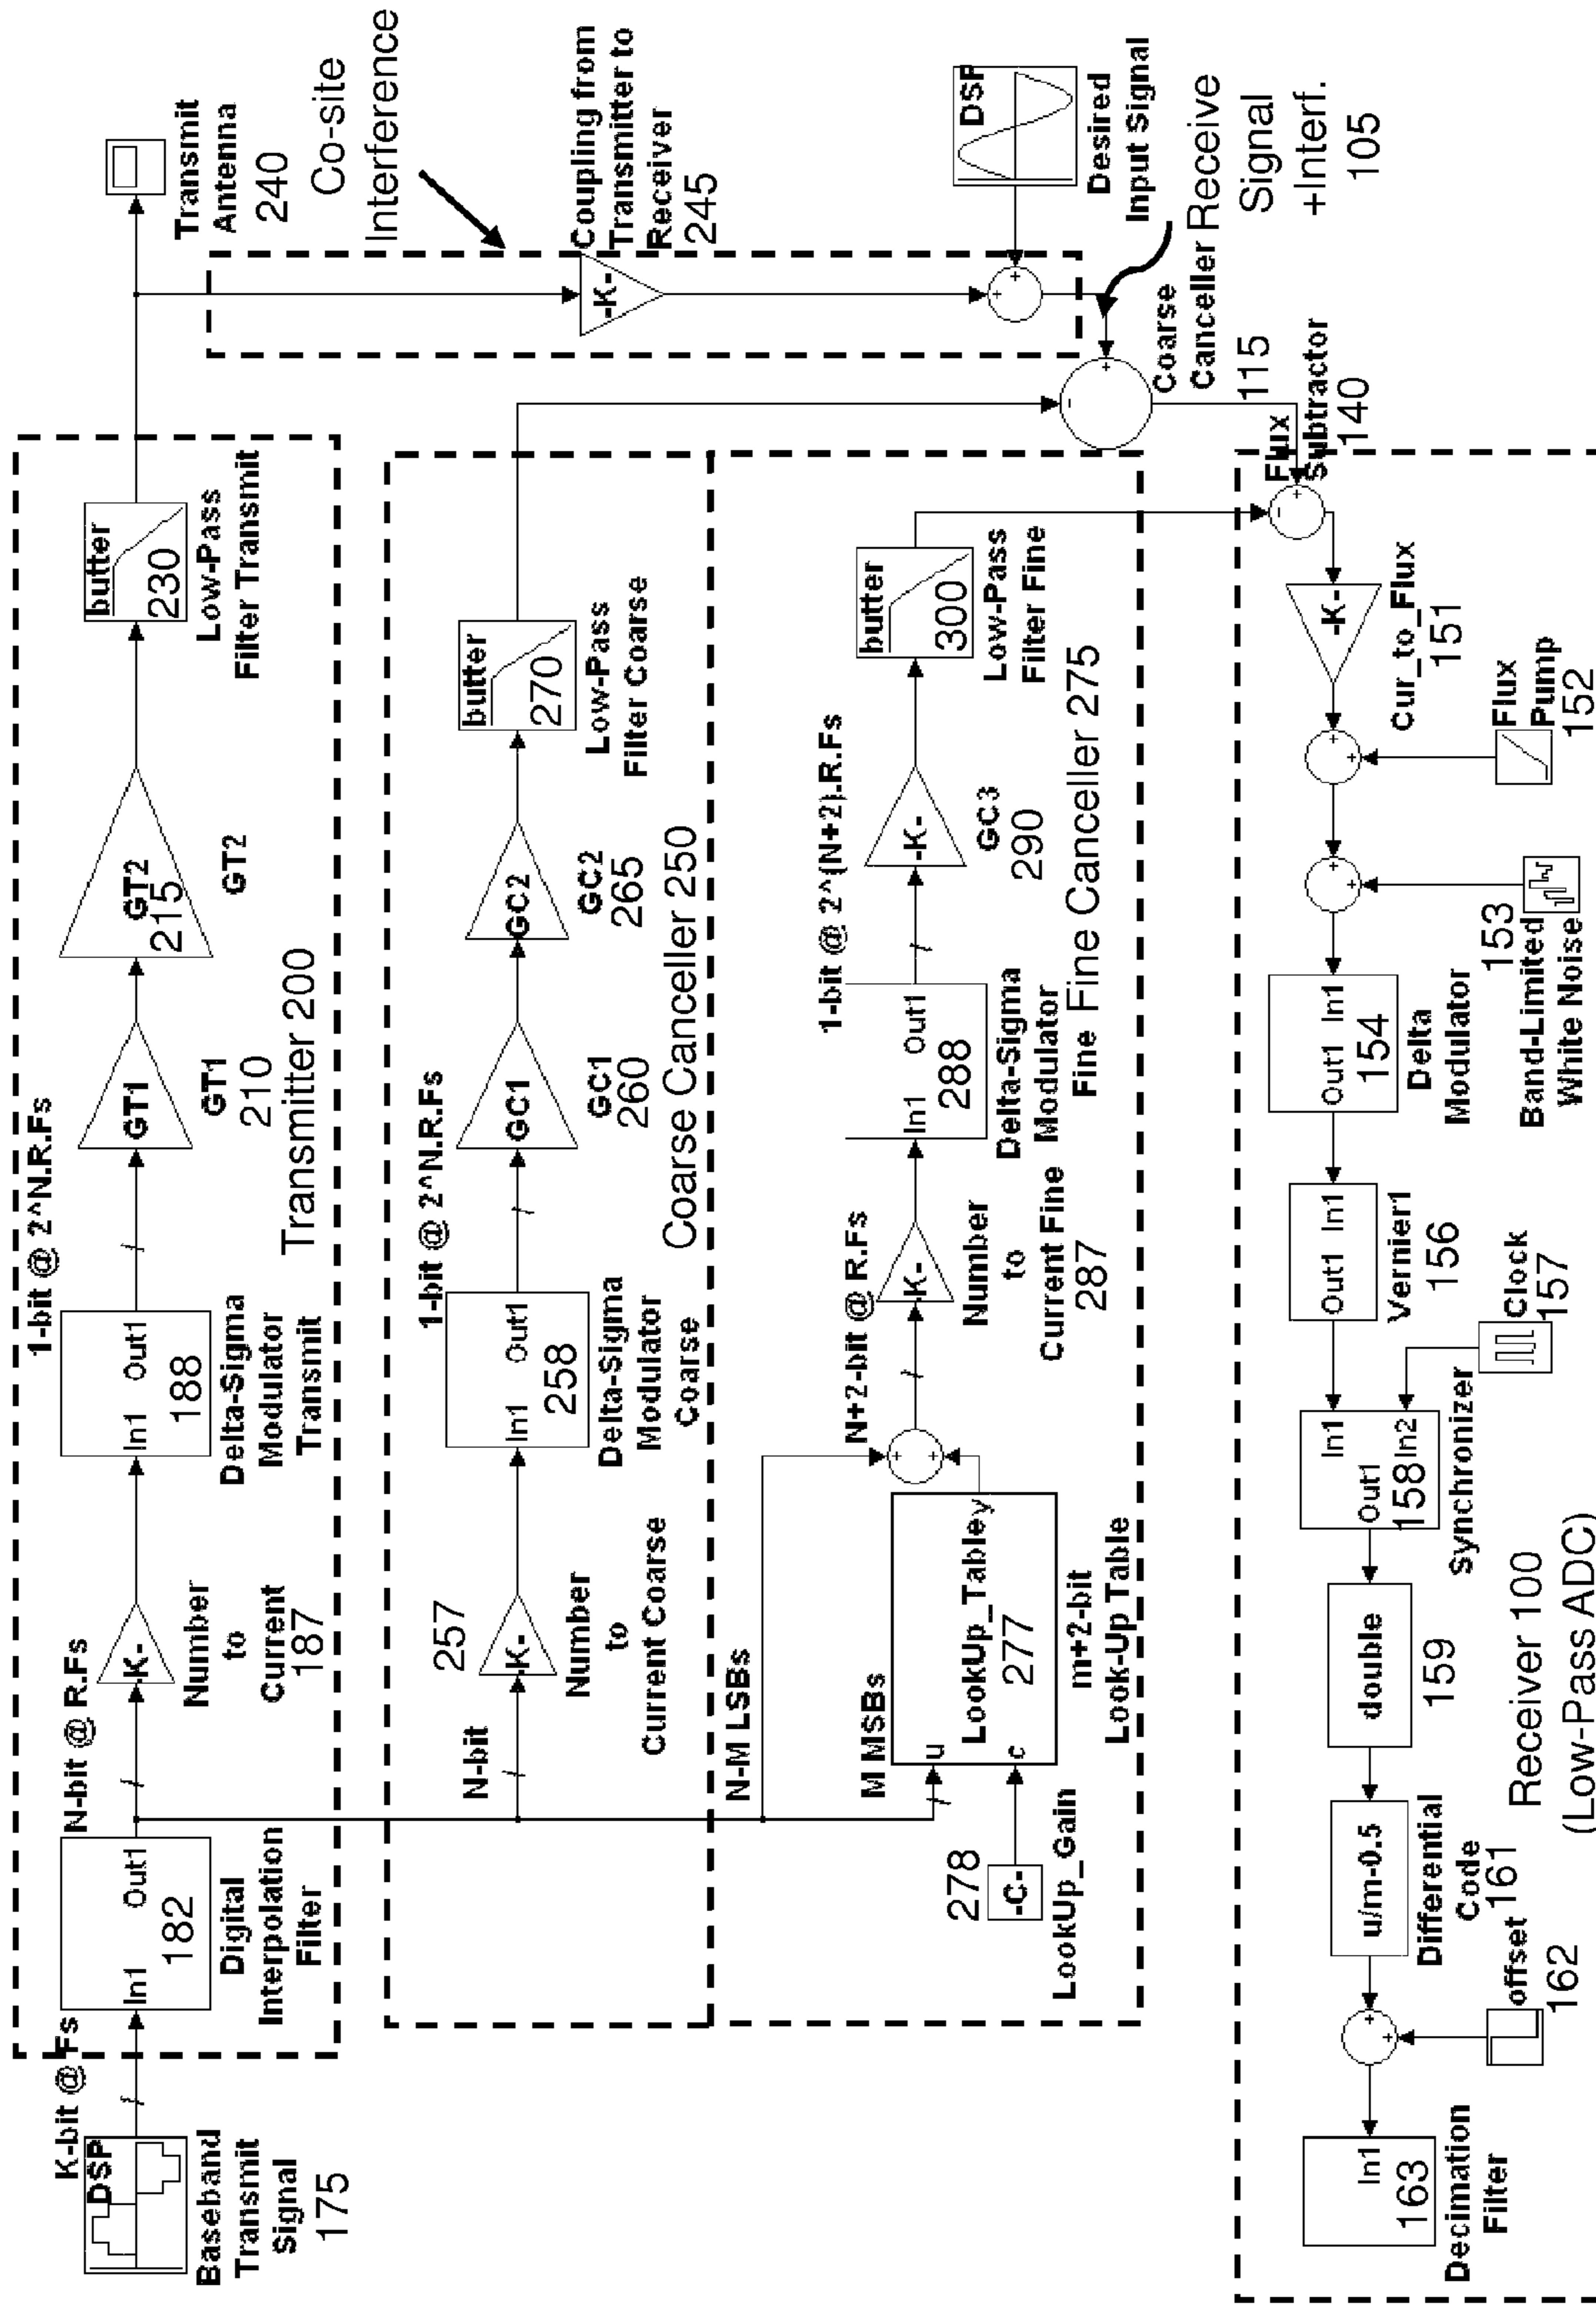 K-bit @ Fs
DSP
Baseband
Transmit
Signal
175
In1
Out1
182
Digital
Interpolation
Filter
N-bit @ R.Fs
-K-
Number
to
Current
187
In1
Out1
188
Delta-Sigma
Modulator
Transmit
1-bit @ 2^N.R.Fs
GT1
GT1
210
Transmitter 200
GT2
215
GT2
butter
230
Low-Pass
Filter Transmit
Transmit
Antenna
240
Co-site
Interference
N-bit
257
-K-
Number
to
Current Coarse
In1
Out1
258
Delta-Sigma
Modulator
Coarse
1-bit @ 2^N.R.Fs
GC1
GC1
260
GC2
GC2
265
Coarse Canceller 250
butter
270
Low-Pass
Filter Coarse
-K-
Coupling from
Transmitter to
Receiver
245
N-M LSBs
M MSBs
278
-C-
LookUp_Gain
u
c
LookUp_Table
y
277
m+2-bit
Look-Up Table
N+2-bit @ R.Fs
-K-
Number
to
Current Fine
287
In1
Out1
288
Delta-Sigma
Modulator
Fine
1-bit @ 2^(N+2).R.Fs
-K-
GC3
290
Fine Canceller 275
butter
300
Low-Pass
Filter Fine
DSP
Desired
Input Signal
Coarse
Canceller
115
Receive
Signal
+Interf.
105
Flux
Subtractor
140
-K-
Cur_to_Flux
151
Flux
Pump
152
153
Band-Limited
White Noise
Out1
In1
154
Delta
Modulator
Out1
In1
Vernier1
156
Clock
157
In1
Out1
In2
158
Synchronizer
double
159
u/m-0.5
Differential
Code
161
offset
162
In1
163
Decimation
Filter
Receiver 100
(Low-Pass ADC)